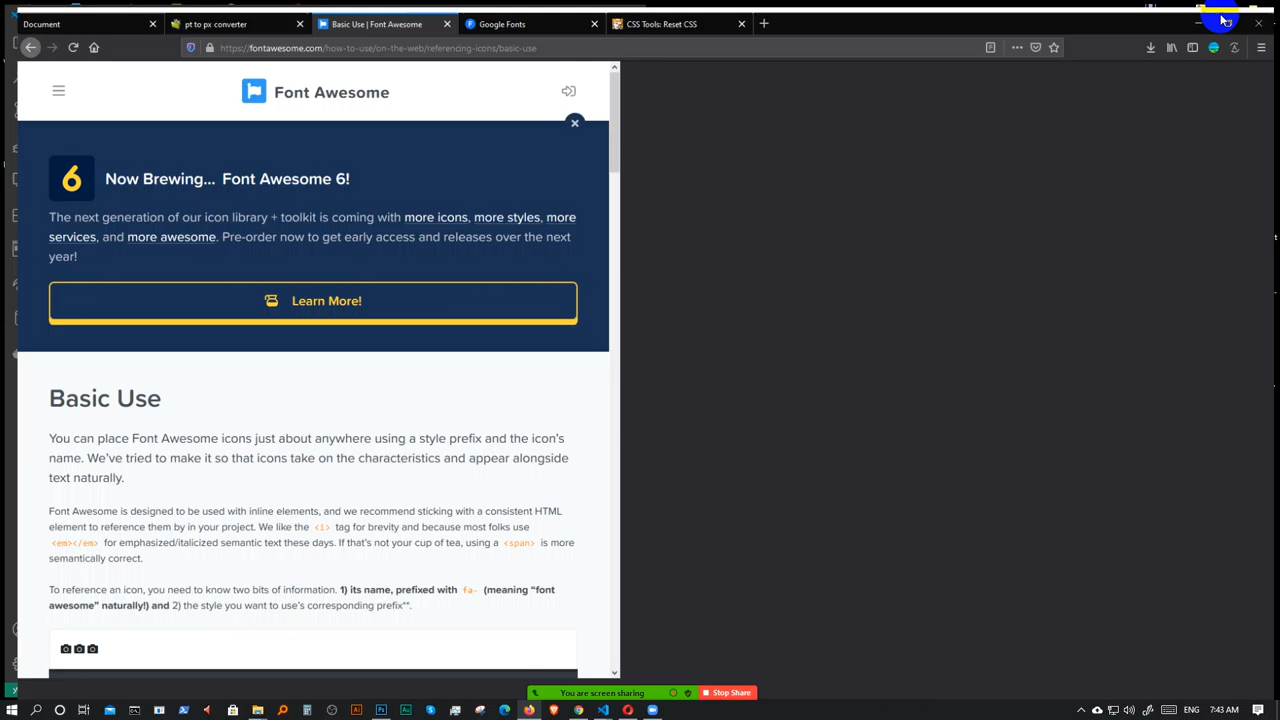 Document
pt to px converter
Basic Use | Font Awesome
Google Fonts
CSS Tools: Reset CSS
https://fontawesome.com/how-to-use/on-the-web/referencing-icons/basic-use
Font Awesome
6
Now Brewing... Font Awesome 6!
The next generation of our icon library + toolkit is coming with more icons, more styles, more
services, and more awesome. Pre-order now to get early access and releases over the next
year!
Learn More!
Basic Use
You can place Font Awesome icons just about anywhere using a style prefix and the icon's
name. We've tried to make it so that icons take on the characteristics and appear alongside
text naturally.
Font Awesome is designed to be used with inline elements, and we recommend sticking with a consistent HTML
element to reference them by in your project. We like the <i> tag for brevity and because most folks use
<em></em> for emphasized/italicized semantic text these days. If that's not your cup of tea, using a <span> is more
semantically correct.
To reference an icon, you need to know two bits of information. 1) its name, prefixed with fa- (meaning "font
awesome" naturally!) and 2) the style you want to use's corresponding prefix**.
You are screen sharing
Stop Share
ENG
7:43 AM